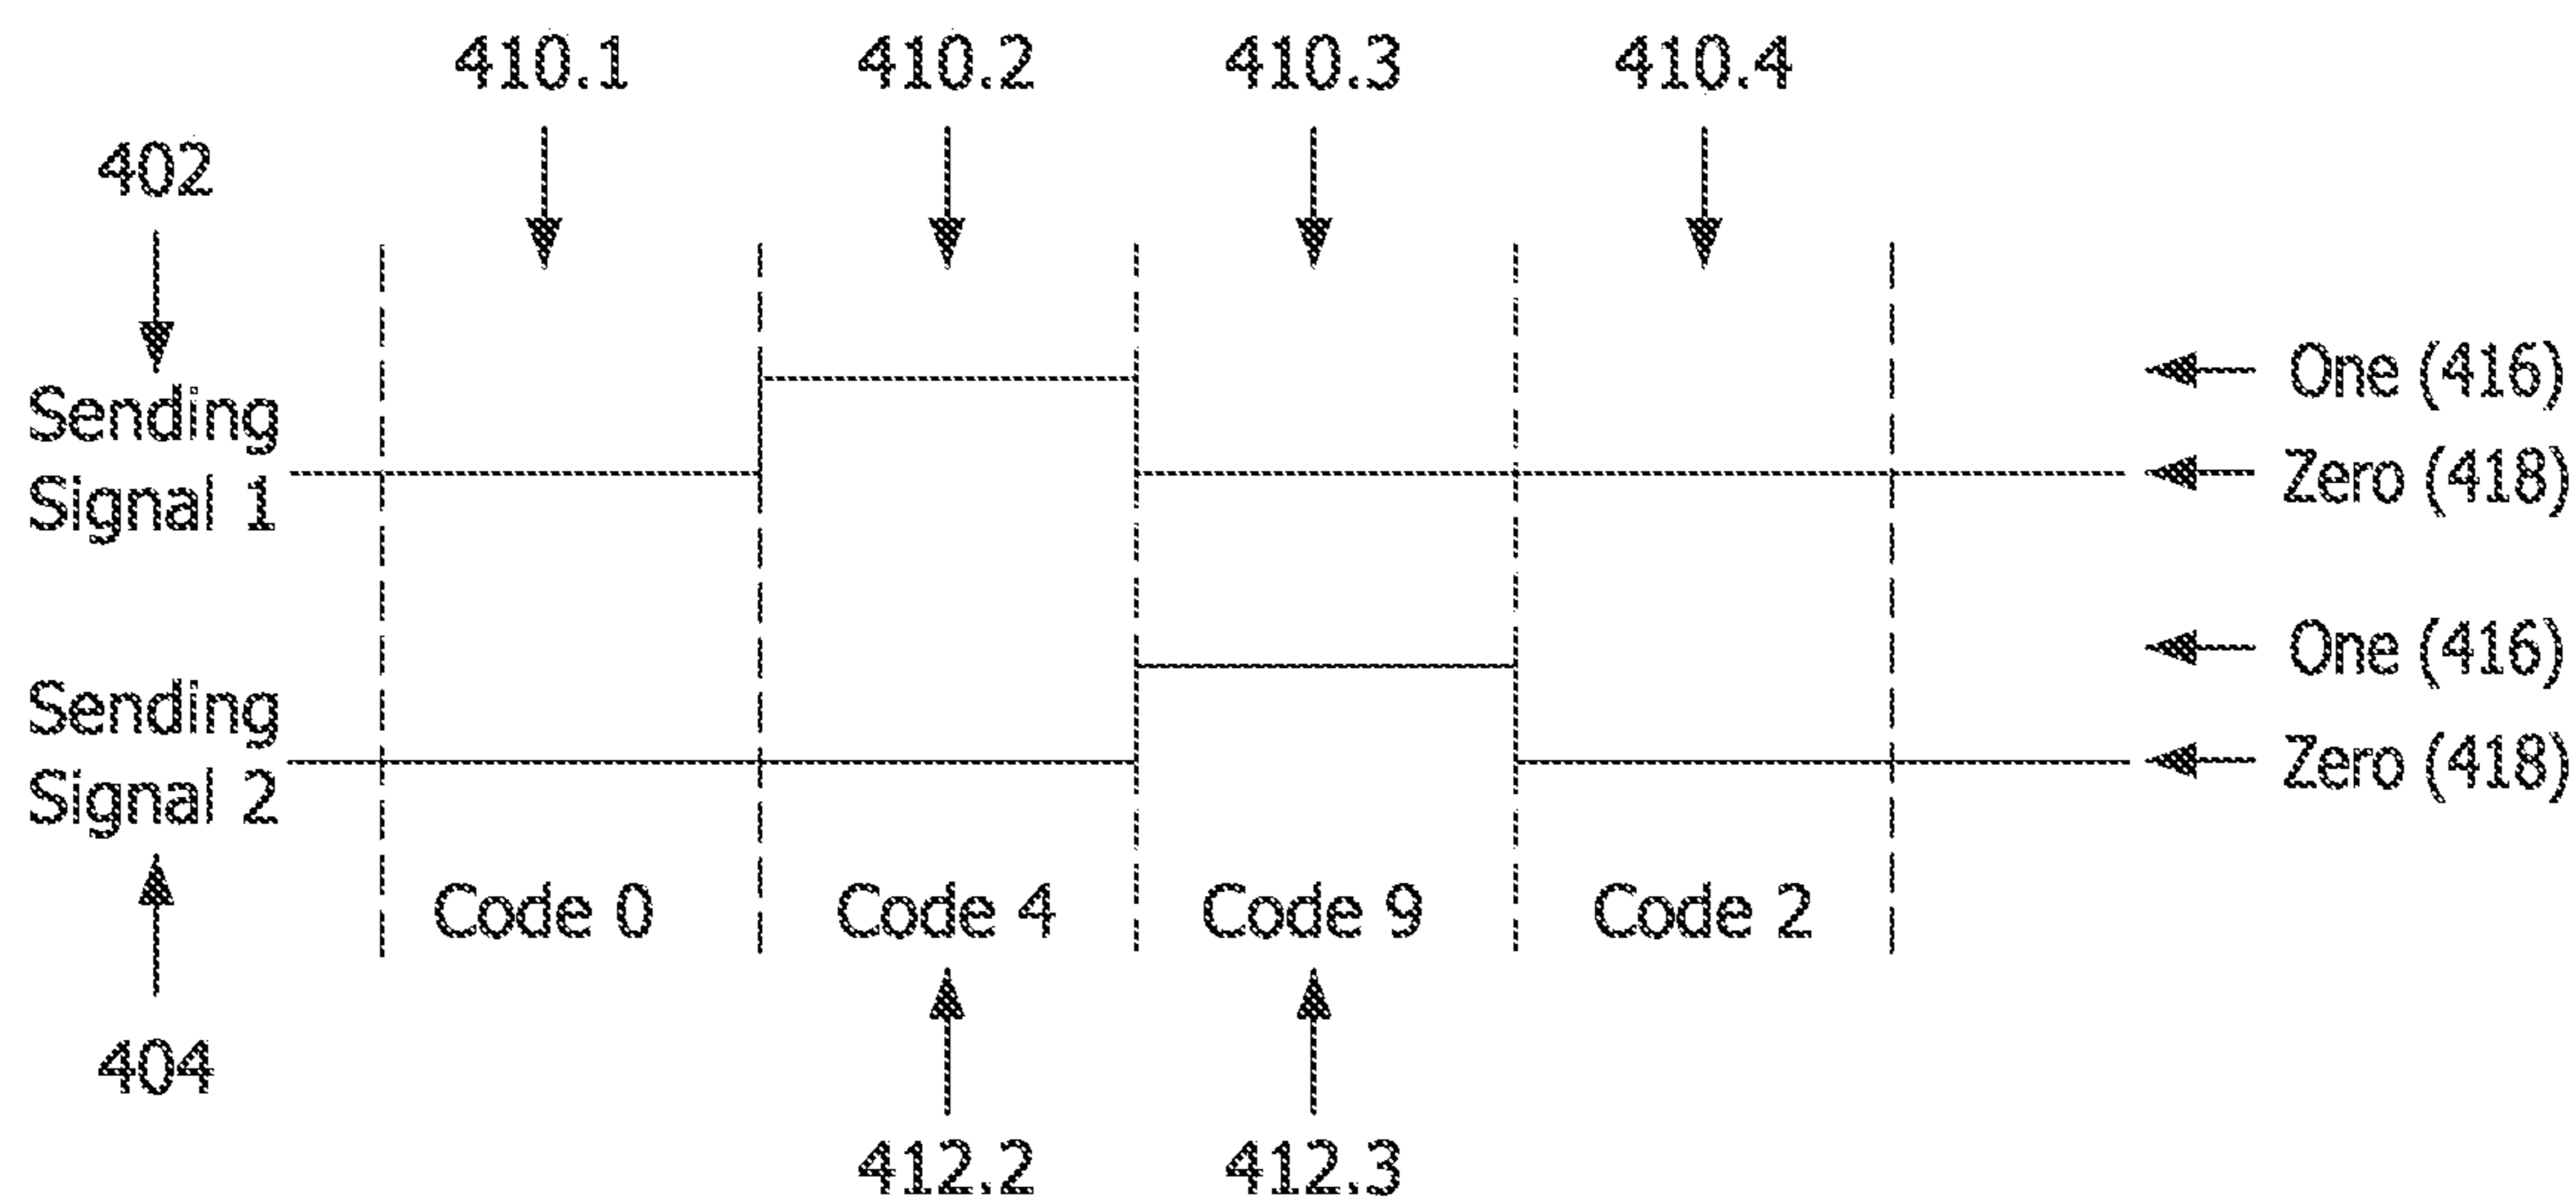 410.1 410.2 410.3 410.4
402
Sending
Signal 1
One (416)
Zero (418)
Sending
Signal 2
One (416)
Zero (418)
Code 0 Code 4 Code 9 Code 2
404
412.2 412.3